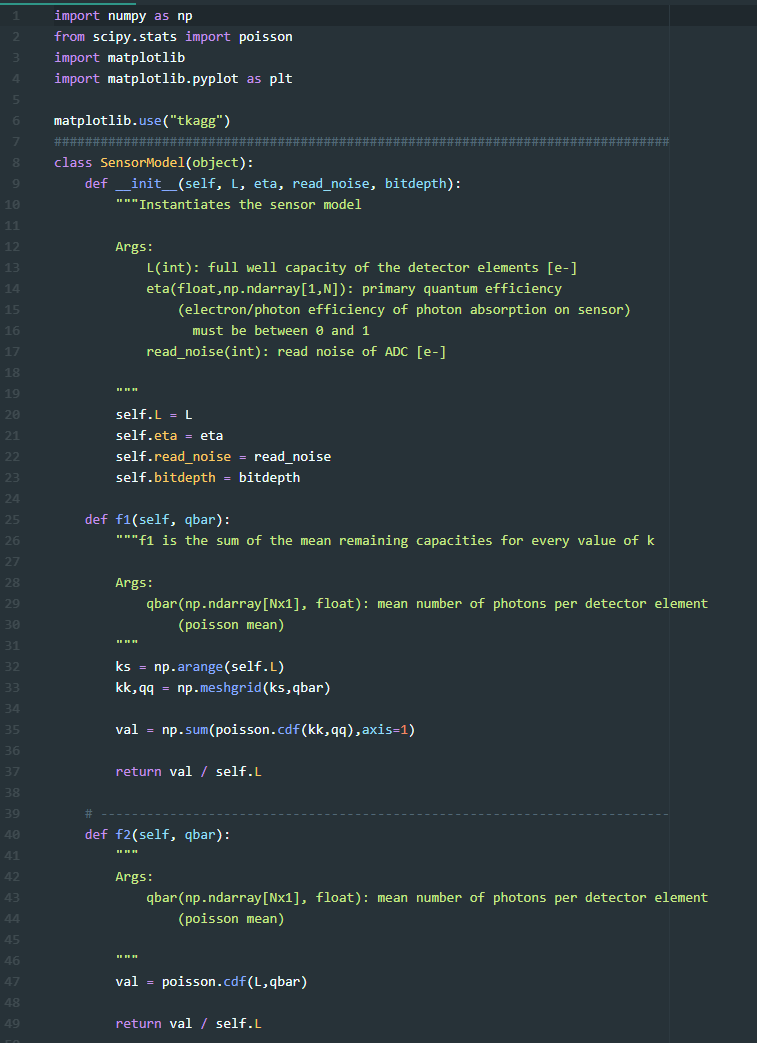 1 import numpy as np
2 from scipy.stats import poisson
3 import matplotlib
4 import matplotlib.pyplot as plt
5
6 matplotlib.use("tkagg")
7 ################################################################################
8 class SensorModel(object):
9     def __init__(self, L, eta, read_noise, bitdepth):
10         """Instantiates the sensor model
11
12         Args:
13             L(int): full well capacity of the detector elements [e-]
14             eta(float,np.ndarray[1,N]): primary quantum efficiency
15                 (electron/photon efficiency of photon absorption on sensor)
16                   must be between 0 and 1
17             read_noise(int): read noise of ADC [e-]
18
19         """
20         self.L = L
21         self.eta = eta
22         self.read_noise = read_noise
23         self.bitdepth = bitdepth
24
25     def f1(self, qbar):
26         """f1 is the sum of the mean remaining capacities for every value of k
27
28         Args:
29             qbar(np.ndarray[Nx1], float): mean number of photons per detector element
30                 (poisson mean)
31         """
32         ks = np.arange(self.L)
33         kk,qq = np.meshgrid(ks,qbar)
34
35         val = np.sum(poisson.cdf(kk,qq),axis=1)
36
37         return val / self.L
38
39     # --------------------------------------------------------------------------
40     def f2(self, qbar):
41         """
42         Args:
43             qbar(np.ndarray[Nx1], float): mean number of photons per detector element
44                 (poisson mean)
45
46         """
47         val = poisson.cdf(L,qbar)
48
49         return val / self.L